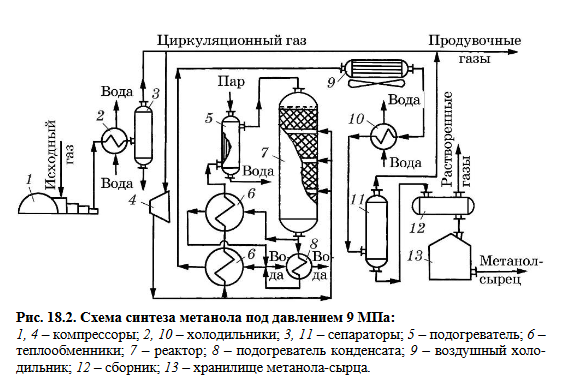 Циркуляционный газ
Продувочные
газы
Исходный
газ
Вода
Вода
Пар
Вода
Во-
да
Во-
да
Вода
Вода
Растворенные
газы
Метанол-
сырец
1
2
3
4
5
6
6
7
8
9
10
11
12
13
Рис. 18.2. Схема синтеза метанола под давлением 9 МПа:
1, 4 – компрессоры; 2, 10 – холодильники; 3, 11 – сепараторы; 5 – подогреватель; 6 –
теплообменники; 7 – реактор; 8 – подогреватель конденсата; 9 – воздушный холо-
дильник; 12 – сборник; 13 – хранилище метанола-сырца.